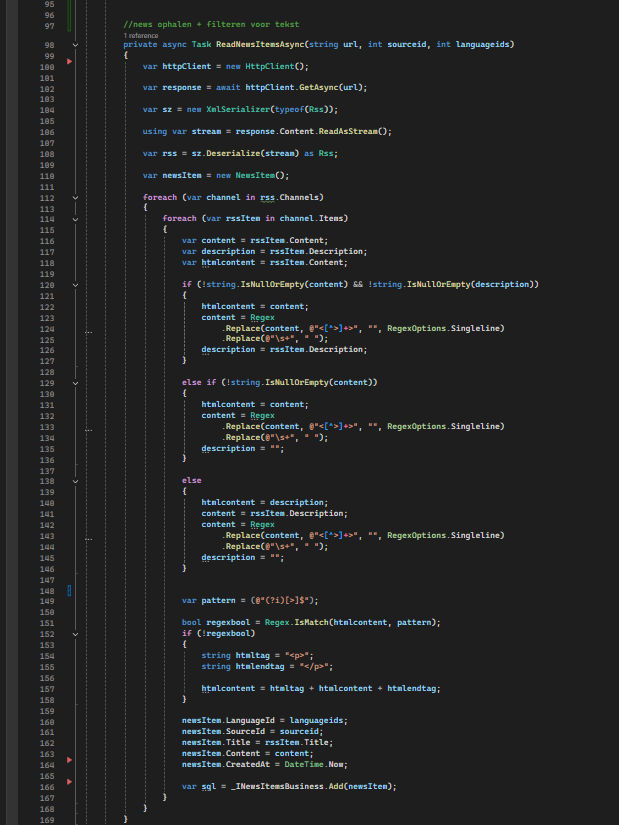 95
96
97 //news ophalen + filteren voor tekst
1 reference
98 private async Task ReadNewsItemsAsync(string url, int sourceid, int languageids)
99 {
100 var httpClient = new HttpClient();
101
102 var response = await httpClient.GetAsync(url);
103
104 var sz = new XmlSerializer(typeof(Rss));
105
106 using var stream = response.Content.ReadAsStream();
107
108 var rss = sz.Deserialize(stream) as Rss;
109
110 var newsItem = new NewsItem();
111
112 foreach (var channel in rss.Channels)
113 {
114 foreach (var rssItem in channel.Items)
115 {
116 var content = rssItem.Content;
117 var description = rssItem.Description;
118 var htmlcontent = rssItem.Content;
119
120 if (!string.IsNullOrEmpty(content) && !string.IsNullOrEmpty(description))
121 {
122 htmlcontent = content;
123 content = Regex
124 .Replace(content, @"<[^>]+>", "", RegexOptions.Singleline)
125 .Replace(@"\s+", " ");
126 description = rssItem.Description;
127 }
128
129 else if (!string.IsNullOrEmpty(content))
130 {
131 htmlcontent = content;
132 content = Regex
133 .Replace(content, @"<[^>]+>", "", RegexOptions.Singleline)
134 .Replace(@"\s+", " ");
135 description = "";
136 }
137
138 else
139 {
140 htmlcontent = description;
141 content = rssItem.Description;
142 content = Regex
143 .Replace(content, @"<[^>]+>", "", RegexOptions.Singleline)
144 .Replace(@"\s+", " ");
145 description = "";
146 }
147
148
149 var pattern = (@"(?i)[>]$");
150
151 bool regexbool = Regex.IsMatch(htmlcontent, pattern);
152 if (!regexbool)
153 {
154 string htmltag = "<p>";
155 string htmlendtag = "</p>";
156
157 htmlcontent = htmltag + htmlcontent + htmlendtag;
158 }
159
160 newsItem.LanguageId = languageids;
161 newsItem.SourceId = sourceid;
162 newsItem.Title = rssItem.Title;
163 newsItem.Content = content;
164 newsItem.CreatedAt = DateTime.Now;
165
166 var sql = _INewsItemsBusiness.Add(newsItem);
167 }
168 }
169 }